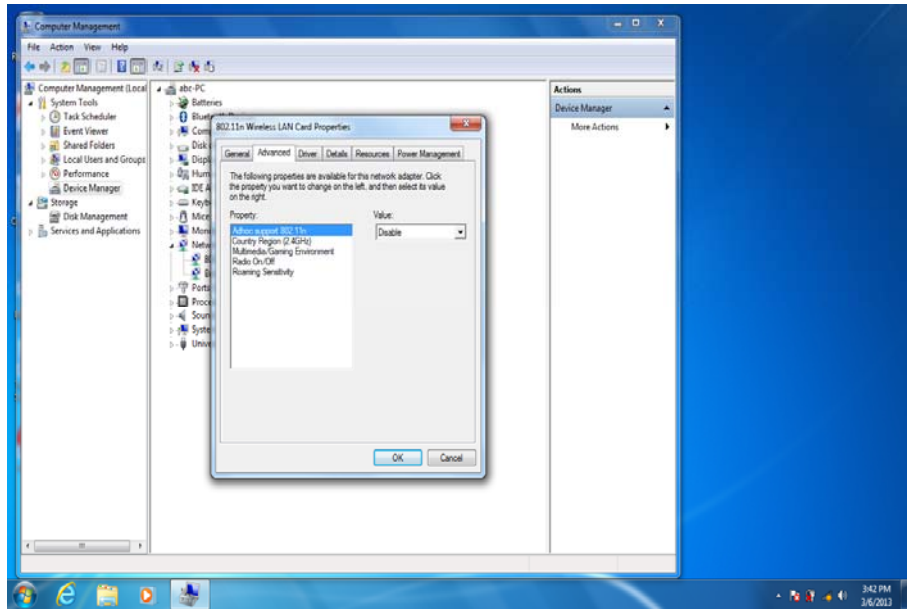 Computer Management
File Action View Help
Computer Management (Local
System Tools
Task Scheduler
Event Viewer
Shared Folders
Local Users and Groups
Performance
Device Manager
Storage
Disk Management
Services and Applications
abc-PC
Batteries
Disk
IDE A
Syste
802.11n Wireless LAN Card Properties
General Advanced Driver Details Resources Power Management
The following properties are available for this network adapter. Click
the property you want to change on the left, and then select its value
on the right.
Property:
Value:
Adhoc support 802.11n
Country Region (2.4GHz)
Multimedia/Gaming Environment
Radio On/Off
Roaming Sensitivity
Disable
OK Cancel
Actions
Device Manager
More Actions
3:42 PM
3/6/2013